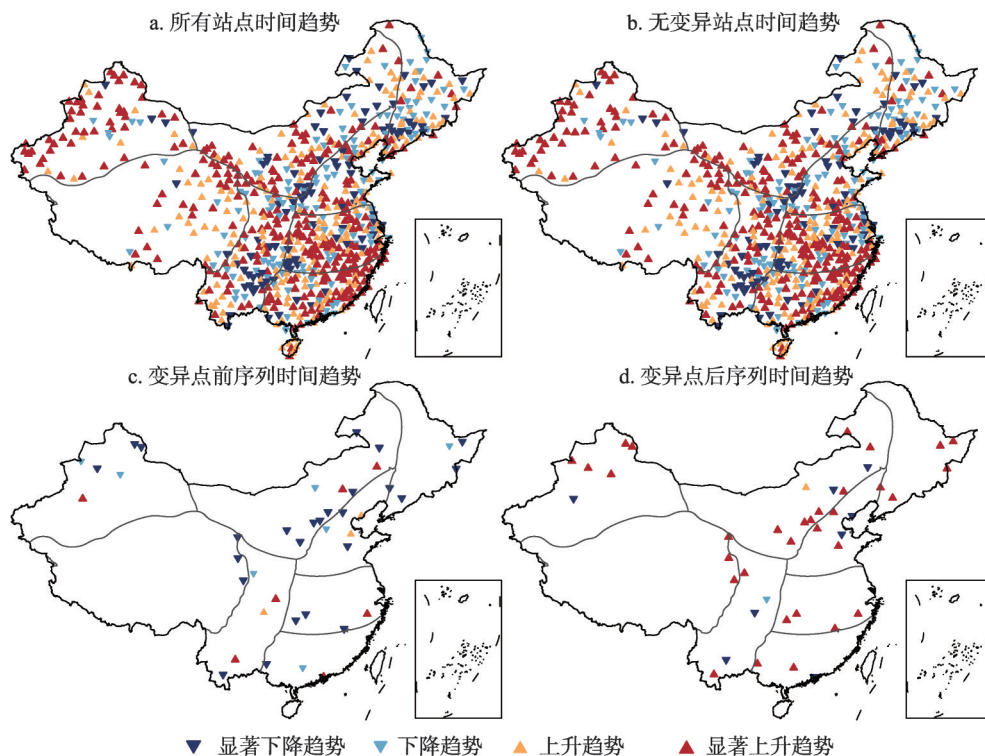 a. 所有站点时间趋势
b. 无变异站点时间趋势
c. 变异点前序列时间趋势
d. 变异点后序列时间趋势
显著下降趋势 下降趋势 上升趋势 显著上升趋势